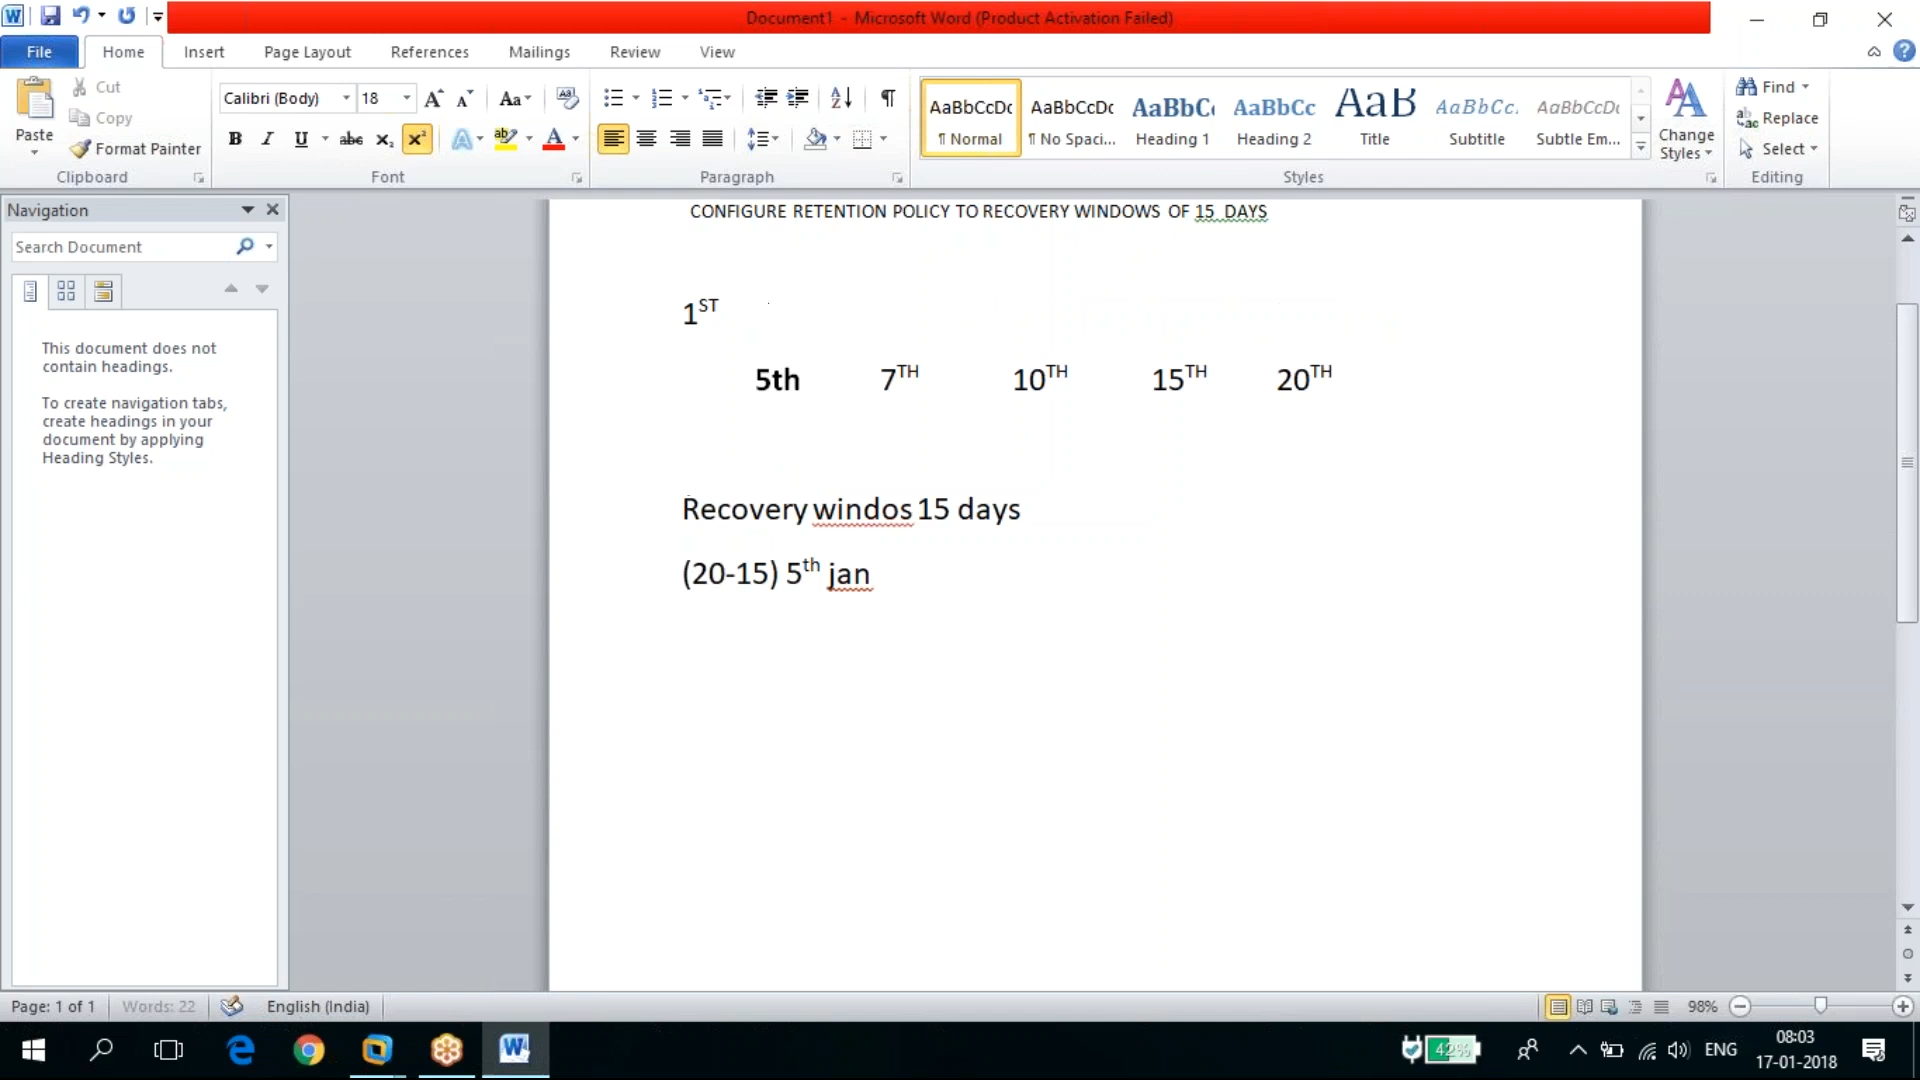 Document1 - Microsoft Word (Product Activation Failed)
File Home Insert Page Layout References Mailings Review View
Paste
Cut
Copy
Format Painter
Clipboard
Calibri (Body) 18
Font
Paragraph
AaBbCcDc AaBbCcDc AaBbC AaBbCc AaB AaBbCc. AaBbCcDc
¶ Normal ¶ No Spaci... Heading 1 Heading 2 Title Subtitle Subtle Em...
Styles
Change Styles
Find
Replace
Select
Editing
Navigation
Search Document
This document does not
contain headings.
To create navigation tabs,
create headings in your
document by applying
Heading Styles.
CONFIGURE RETENTION POLICY TO RECOVERY WINDOWS OF 15 DAYS
1ST
5th 7TH 10TH 15TH 20TH
Recovery windos 15 days
(20-15) 5th jan
Page: 1 of 1 Words: 22 English (India) 98%
42%
ENG
08:03
17-01-2018